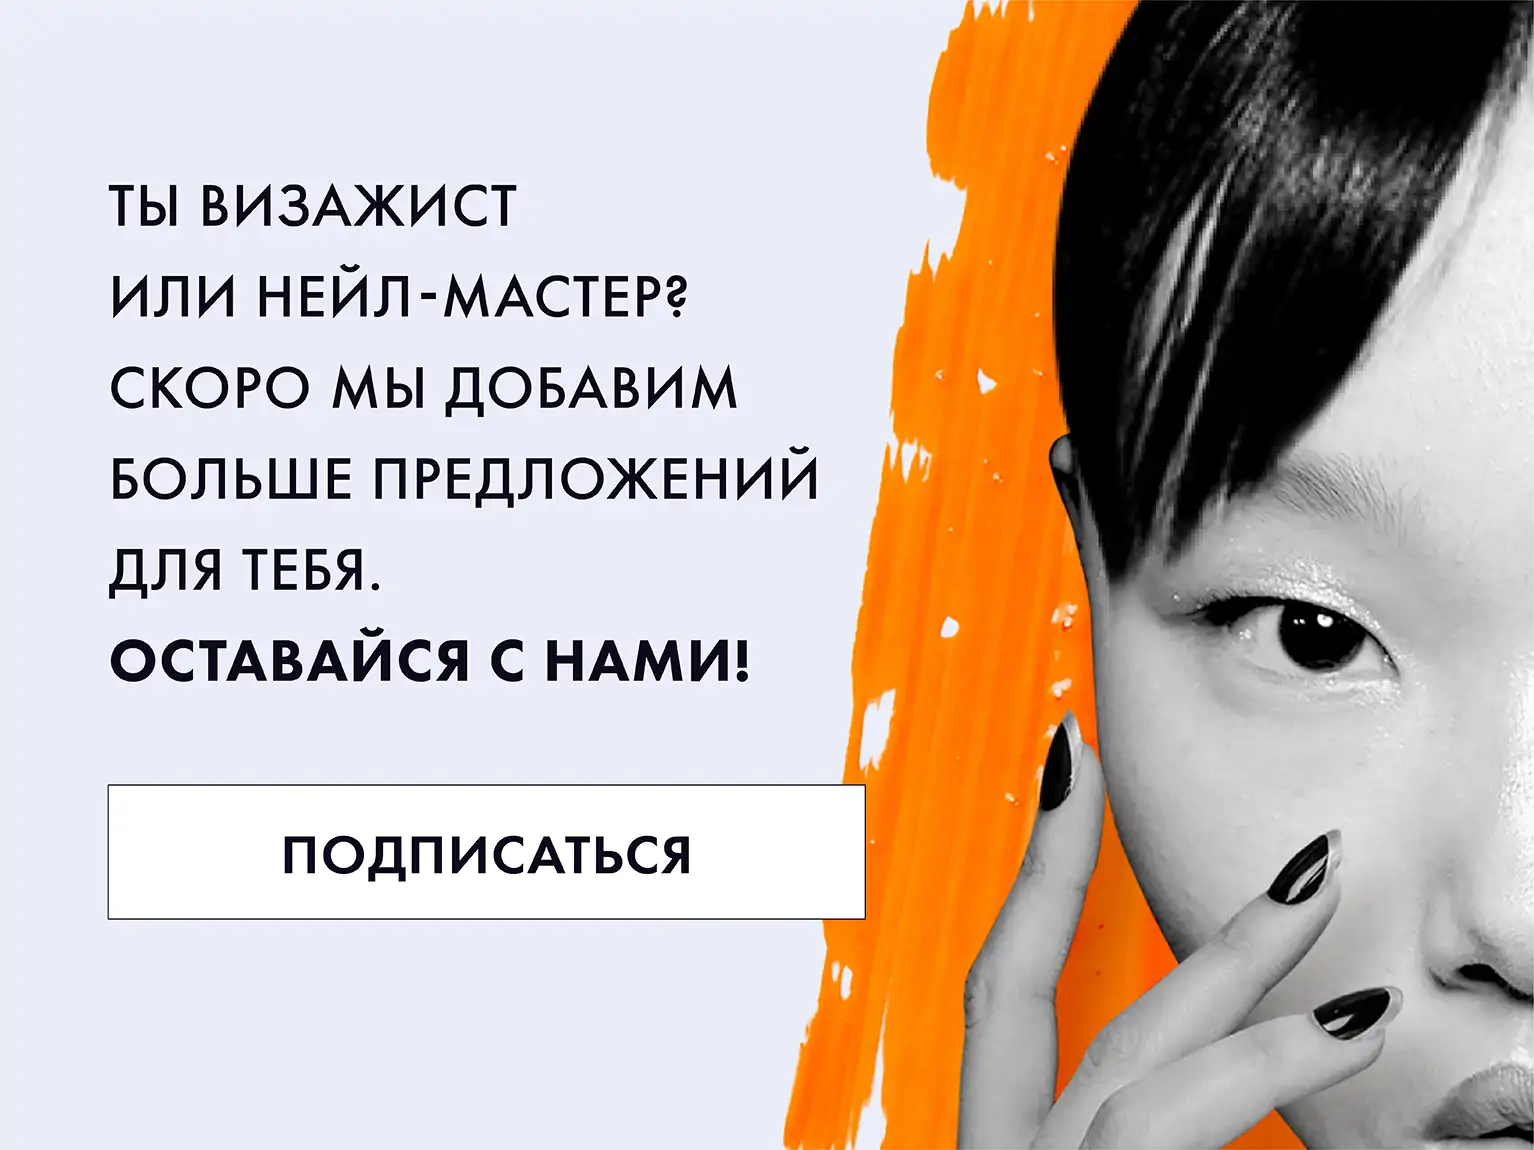 ТЫ ВИЗАЖИСТ
ИЛИ НЕЙЛ-МАСТЕР?
СКОРО МЫ ДОБАВИМ
БОЛЬШЕ ПРЕДЛОЖЕНИЙ
ДЛЯ ТЕБЯ.
ОСТАВАЙСЯ С НАМИ!
ПОДПИСАТЬСЯ